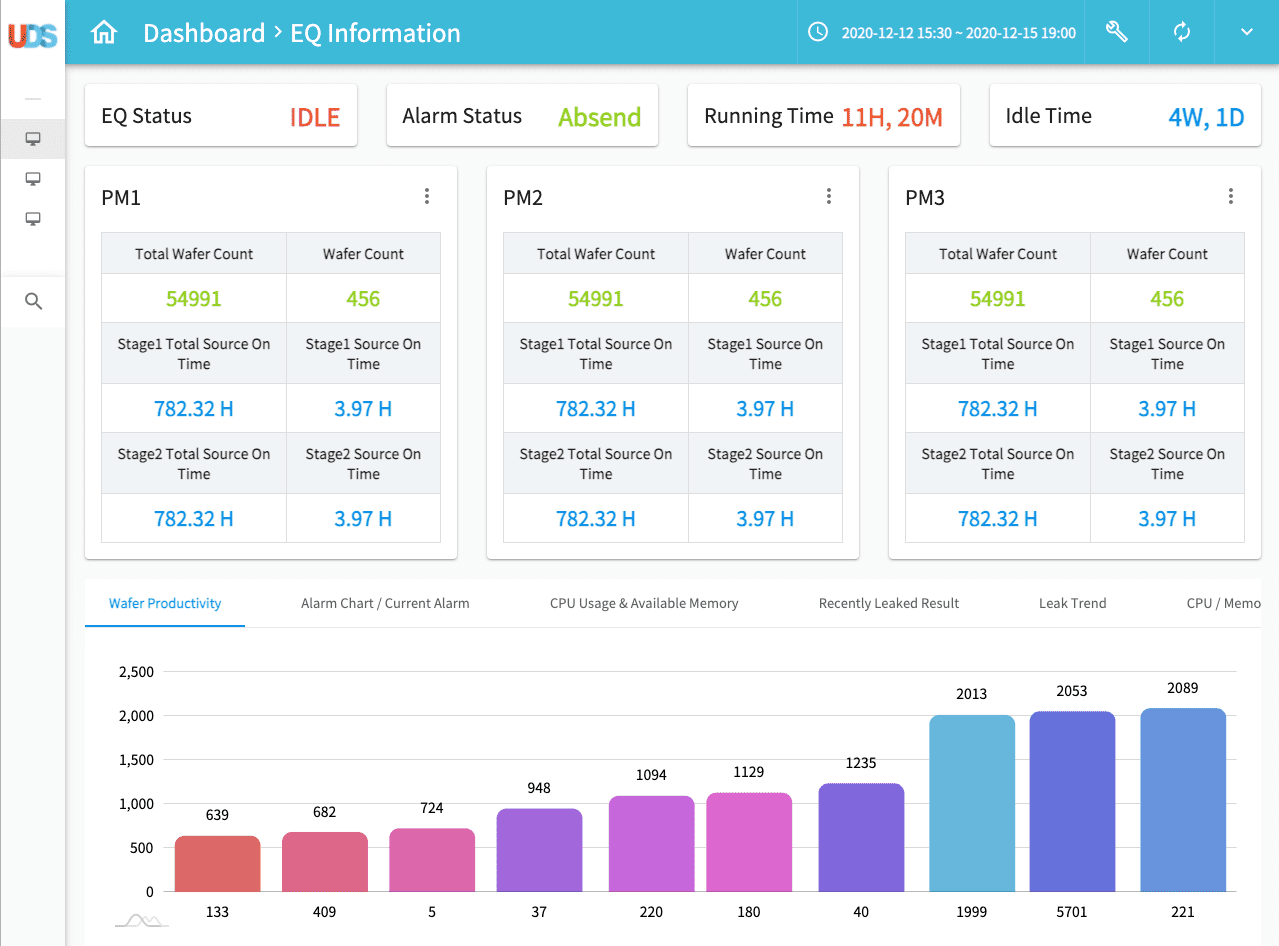 UDS
Dashboard > EQ Information
2020-12-12 15:30 ~ 2020-12-15 19:00
EQ Status IDLE
Alarm Status Absend
Running Time 11H, 20M
Idle Time 4W, 1D
PM1
Total Wafer Count Wafer Count
54991 456
Stage1 Total Source On Time Stage1 Source On Time
782.32 H 3.97 H
Stage2 Total Source On Time Stage2 Source On Time
782.32 H 3.97 H
PM2
Total Wafer Count Wafer Count
54991 456
Stage1 Total Source On Time Stage1 Source On Time
782.32 H 3.97 H
Stage2 Total Source On Time Stage2 Source On Time
782.32 H 3.97 H
PM3
Total Wafer Count Wafer Count
54991 456
Stage1 Total Source On Time Stage1 Source On Time
782.32 H 3.97 H
Stage2 Total Source On Time Stage2 Source On Time
782.32 H 3.97 H
Wafer Productivity Alarm Chart / Current Alarm CPU Usage & Available Memory Recently Leaked Result Leak Trend CPU / Memo
2,500
2,000
1,500
1,000
500
0
639 682 724 948 1094 1129 1235 2013 2053 2089
133 409 5 37 220 180 40 1999 5701 221